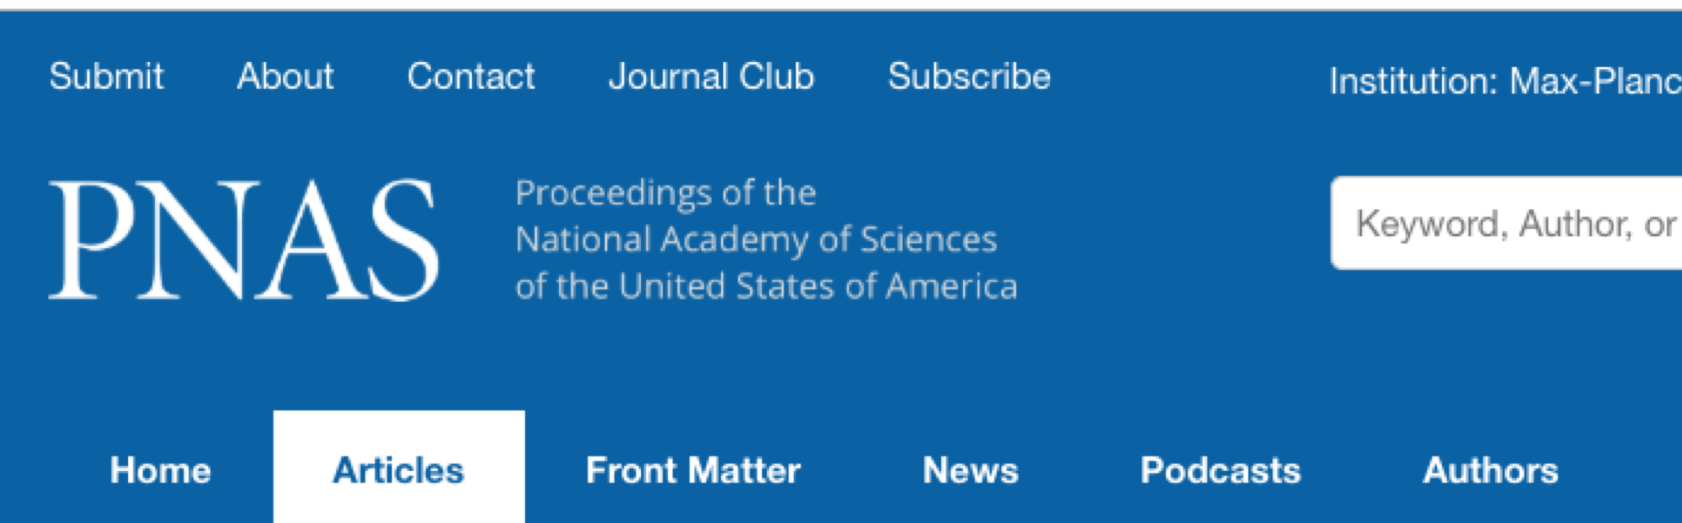 Submit About Contact Journal Club Subscribe Institution: Max-Planc
PNAS
Proceedings of the
National Academy of Sciences
of the United States of America
Keyword, Author, or
Home Articles Front Matter News Podcasts Authors